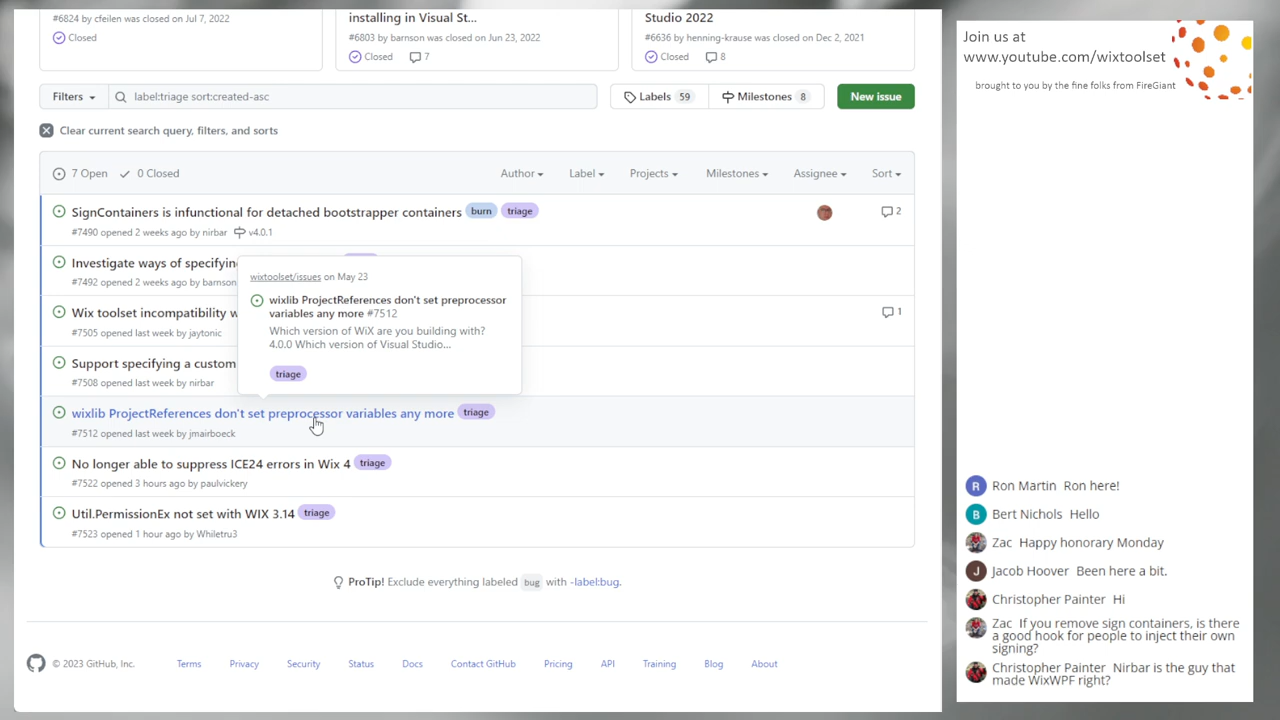 #6824 by cfeilen was closed on Jul 7, 2022
Closed
installing in Visual St...
#6803 by barnson was closed on Jun 23, 2022
Closed 7
Studio 2022
#6636 by henning-krause was closed on Dec 2, 2021
Closed 8
Filters
label:triage sort:created-asc
Labels 59
Milestones 8
New issue
Clear current search query, filters, and sorts
7 Open 0 Closed
Author Label Projects Milestones Assignee Sort
SignContainers is infunctional for detached bootstrapper containers burn triage
2
#7490 opened 2 weeks ago by nirbar v4.0.1
Investigate ways of specifyin
#7492 opened 2 weeks ago by barnson
Wix toolset incompatibility w
1
#7505 opened last week by jaytonic
Support specifying a custom
#7508 opened last week by nirbar
wixtoolset/issues on May 23
wixlib ProjectReferences don't set preprocessor
variables any more #7512
Which version of WiX are you building with?
4.0.0 Which version of Visual Studio...
triage
wixlib ProjectReferences don't set preprocessor variables any more triage
#7512 opened last week by jmairboeck
No longer able to suppress ICE24 errors in Wix 4 triage
#7522 opened 3 hours ago by paulvickery
Util.PermissionEx not set with WIX 3.14 triage
#7523 opened 1 hour ago by Whiletru3
ProTip! Exclude everything labeled bug with -label:bug.
© 2023 GitHub, Inc. Terms Privacy Security Status Docs Contact GitHub Pricing API Training Blog About
Join us at
www.youtube.com/wixtoolset
brought to you by the fine folks from FireGiant
R Ron Martin Ron here!
B Bert Nichols Hello
Zac Happy honorary Monday
J Jacob Hoover Been here a bit.
Christopher Painter Hi
Zac If you remove sign containers, is there
a good hook for people to inject their own
signing?
Christopher Painter Nirbar is the guy that
made WixWPF right?